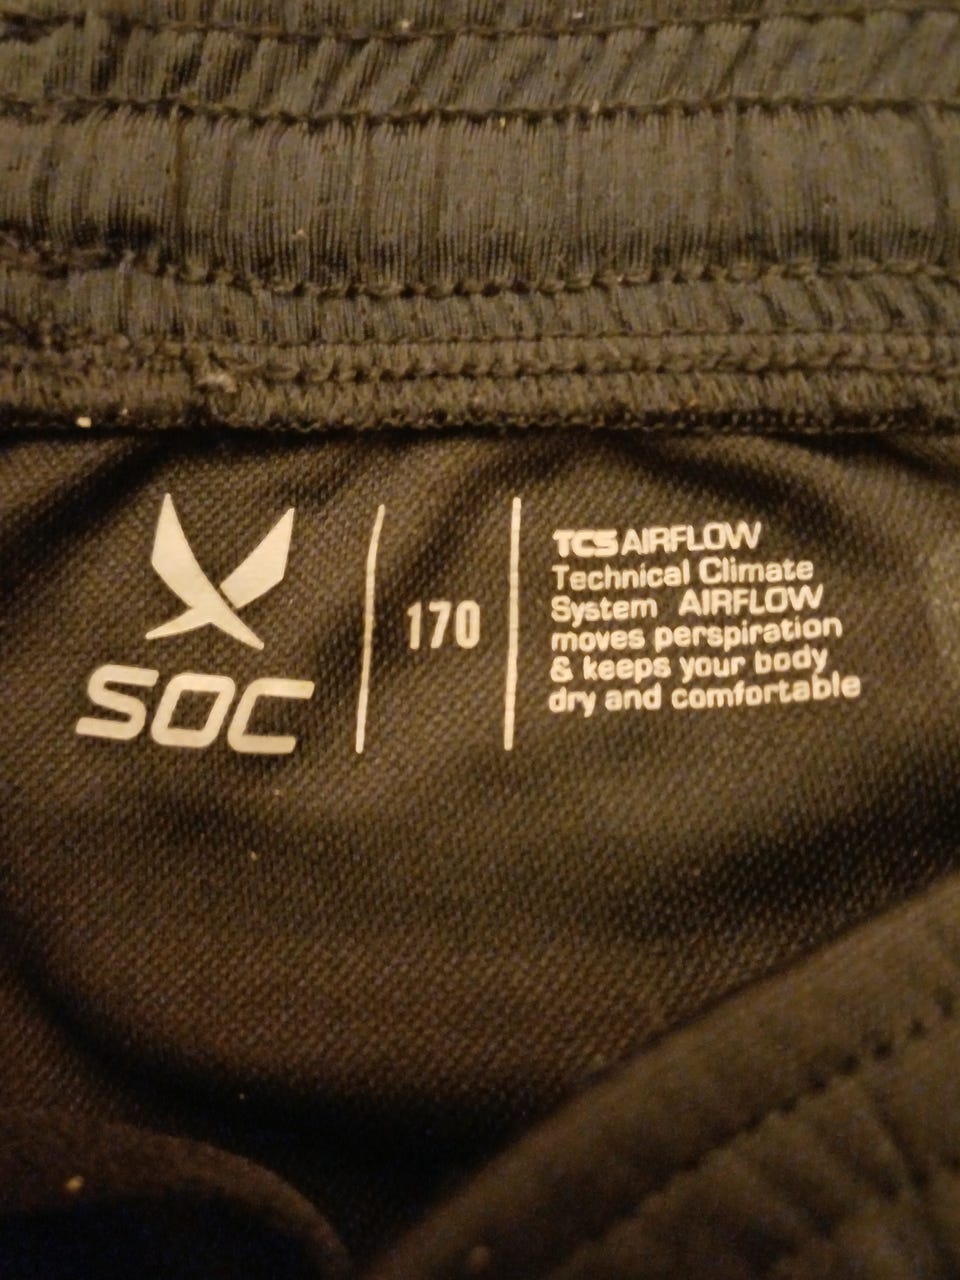 SOC
170
TCS AIRFLOW
Technical Climate
System AIRFLOW
moves perspiration
& keeps your body
dry and comfortable